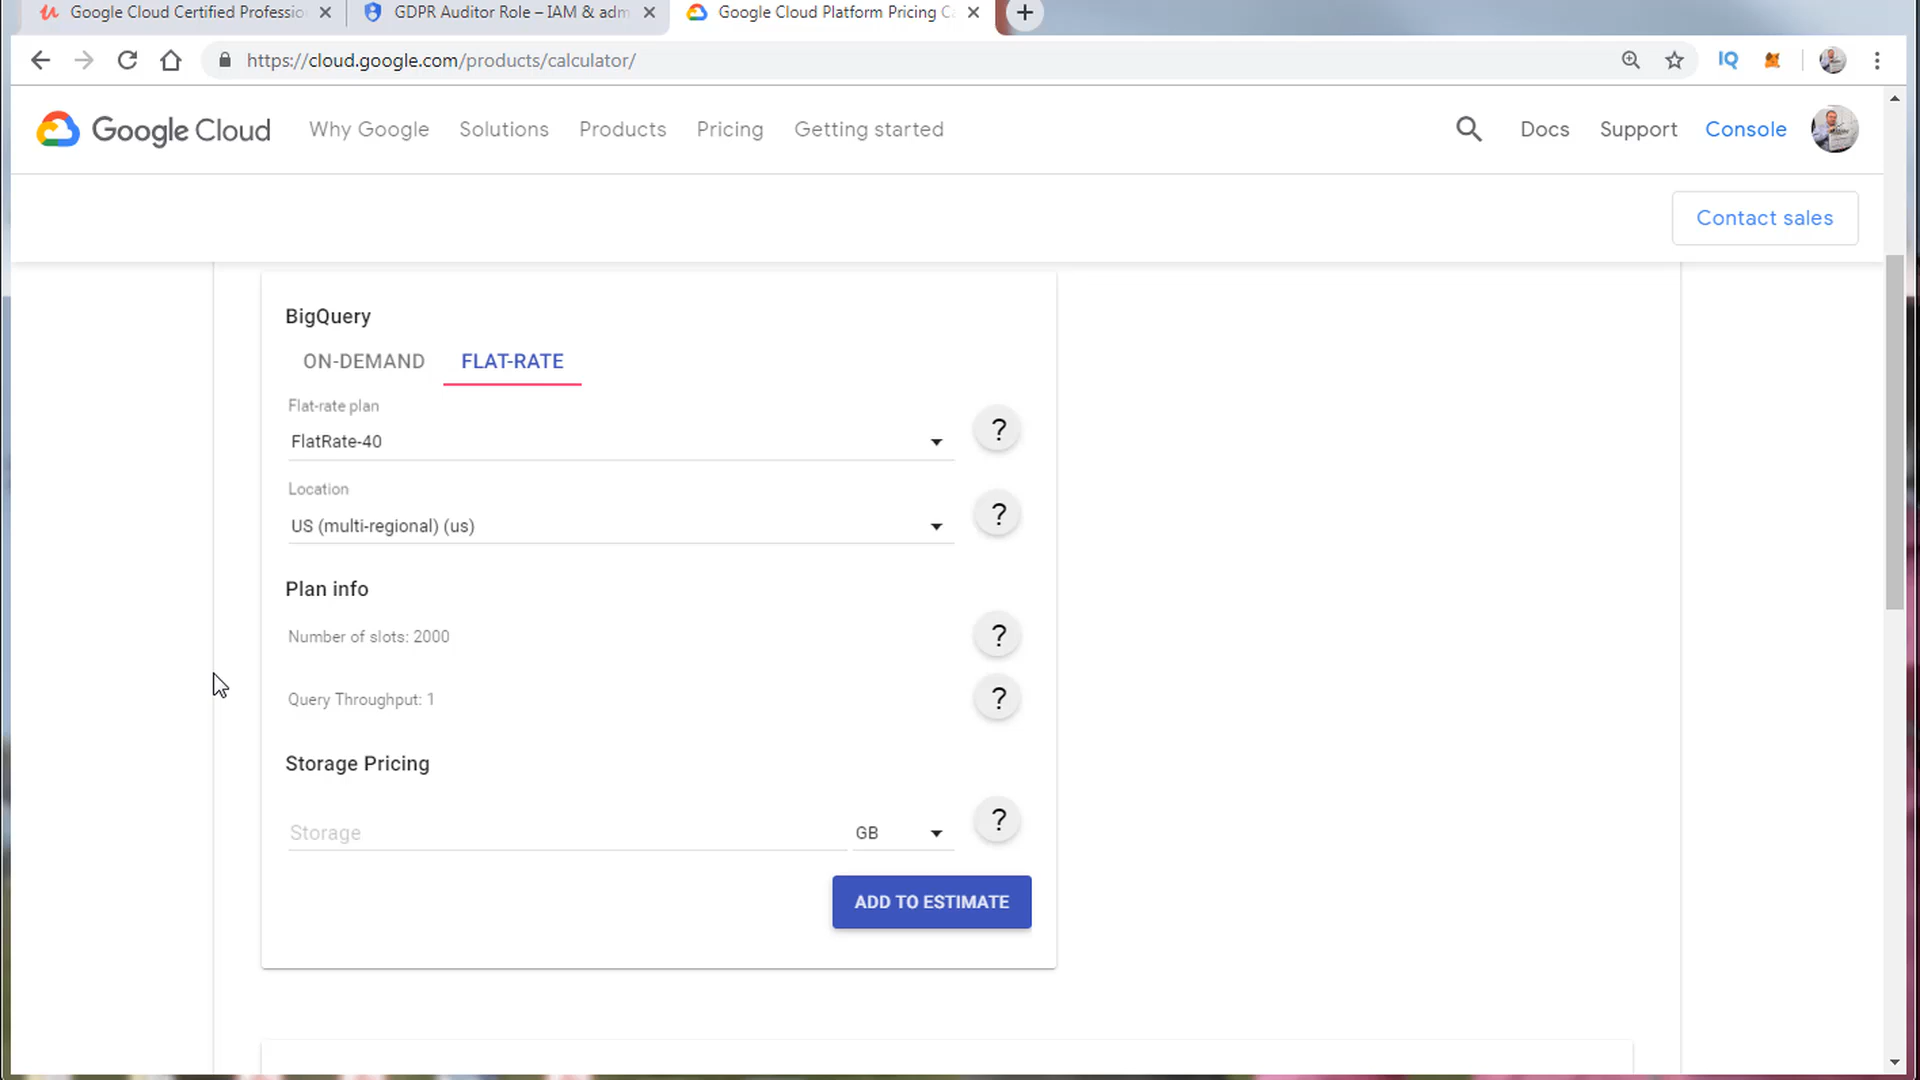 Google Cloud Certified Professio
GDPR Auditor Role – IAM & adm
Google Cloud Platform Pricing C
https://cloud.google.com/products/calculator/
IQ
Google Cloud
Why Google
Solutions
Products
Pricing
Getting started
Docs
Support
Console
Contact sales
BigQuery
ON-DEMAND
FLAT-RATE
Flat-rate plan
FlatRate-40
?
Location
US (multi-regional) (us)
?
Plan info
Number of slots: 2000
?
Query Throughput: 1
?
Storage Pricing
Storage
GB
?
ADD TO ESTIMATE